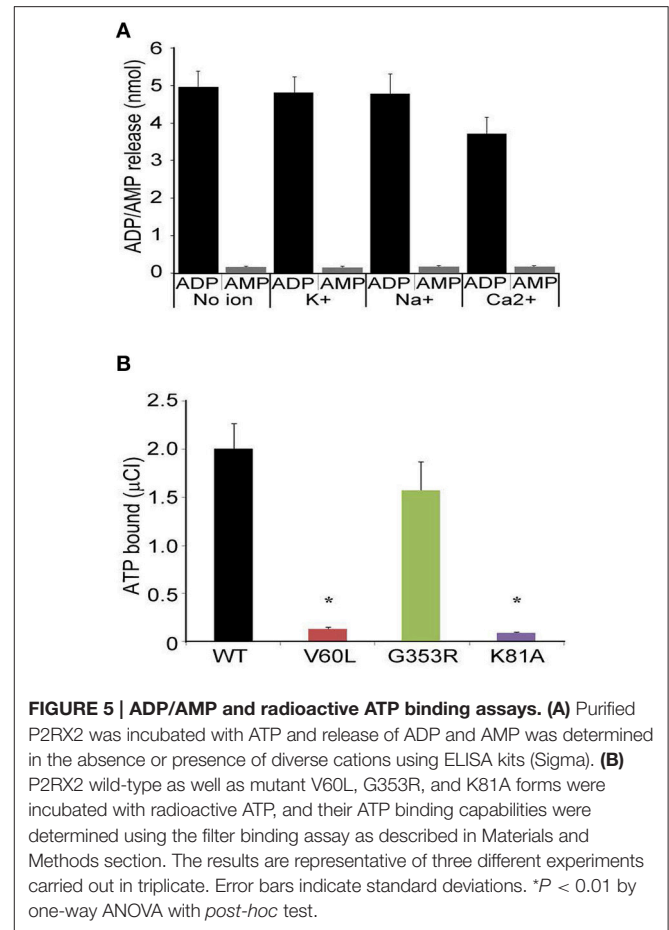 A
6
5
4
3
2
1
0
ADP/AMP release (nmol)
ADP AMP ADP AMP ADP AMP ADP AMP
No ion K+ Na+ Ca2+
B
2.5
2.0
1.5
1.0
0.5
0
ATP bound (μCI)
* *
WT V60L G353R K81A
FIGURE 5 | ADP/AMP and radioactive ATP binding assays. (A) Purified
P2RX2 was incubated with ATP and release of ADP and AMP was determined
in the absence or presence of diverse cations using ELISA kits (Sigma). (B)
P2RX2 wild-type as well as mutant V60L, G353R, and K81A forms were
incubated with radioactive ATP, and their ATP binding capabilities were
determined using the filter binding assay as described in Materials and
Methods section. The results are representative of three different experiments
carried out in triplicate. Error bars indicate standard deviations. *P < 0.01 by
one-way ANOVA with post-hoc test.